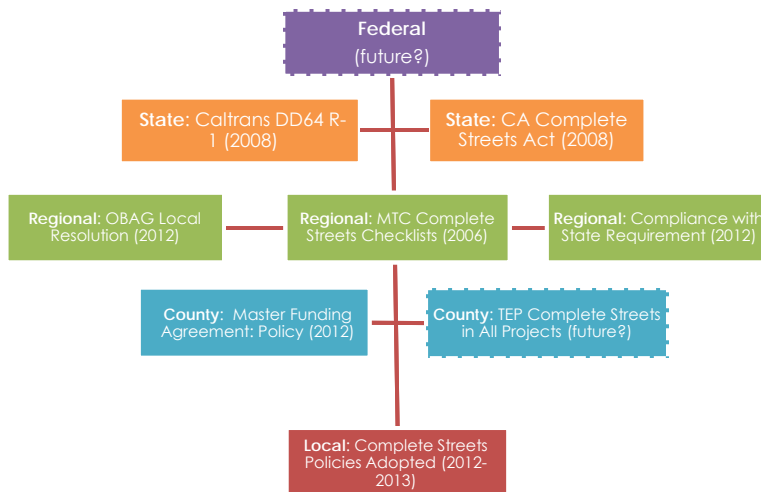 Federal
(future?)
State: Caltrans DD64 R-
1 (2008)
State: CA Complete
Streets Act (2008)
Regional: OBAG Local
Resolution (2012)
Regional: MTC Complete
Streets Checklists (2006)
Regional: Compliance with
State Requirement (2012)
County: Master Funding
Agreement: Policy (2012)
County: TEP Complete Streets
in All Projects (future?)
Local: Complete Streets
Policies Adopted (2012-
2013)